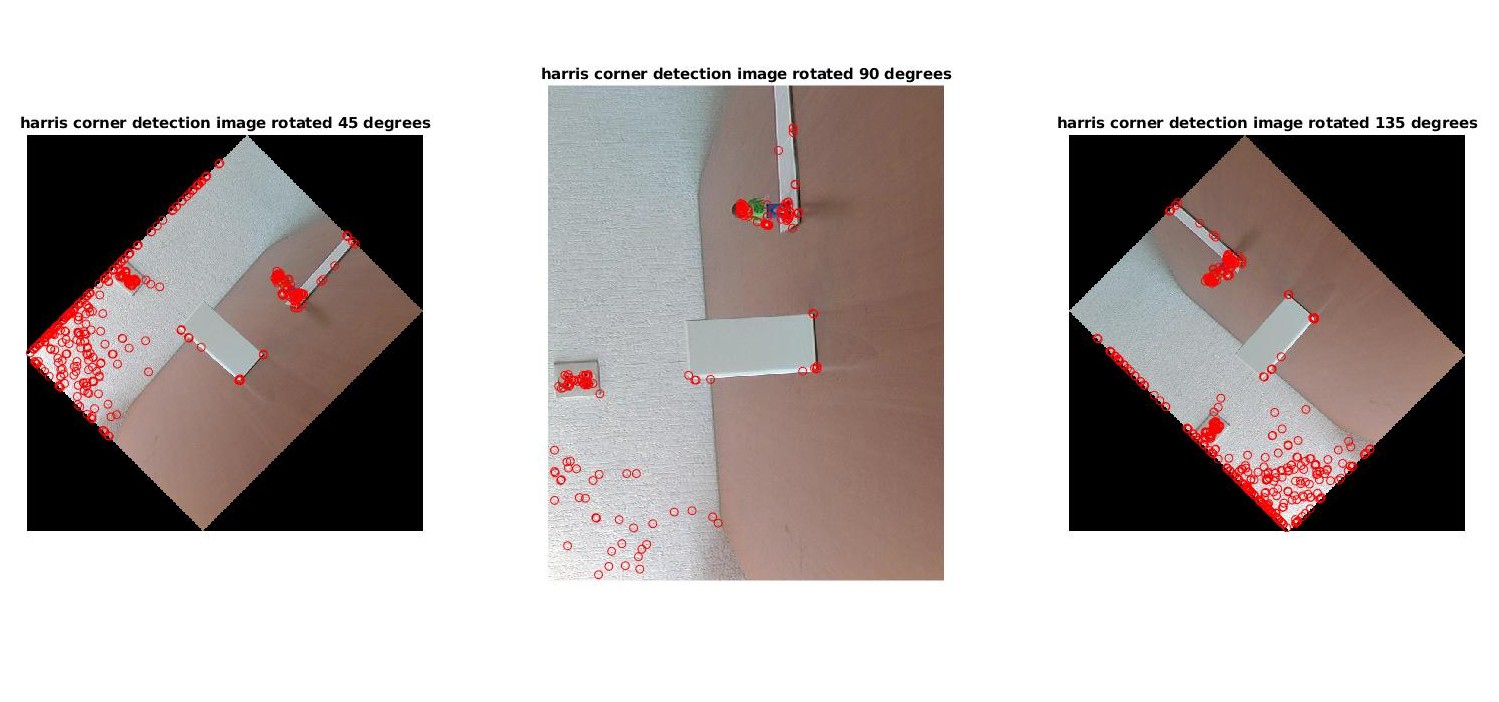 harris corner detection image rotated 45 degrees
harris corner detection image rotated 90 degrees
harris corner detection image rotated 135 degrees